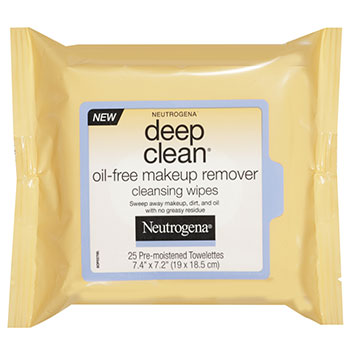 NEW
NEUTROGENA®
deep
clean®
oil-free makeup remover
cleansing wipes
Sweep away makeup, dirt, and oil
with no greasy residue
Neutrogena®
25 Pre-moistened Towelettes
7.4" x 7.2" (19 x 18.5 cm)